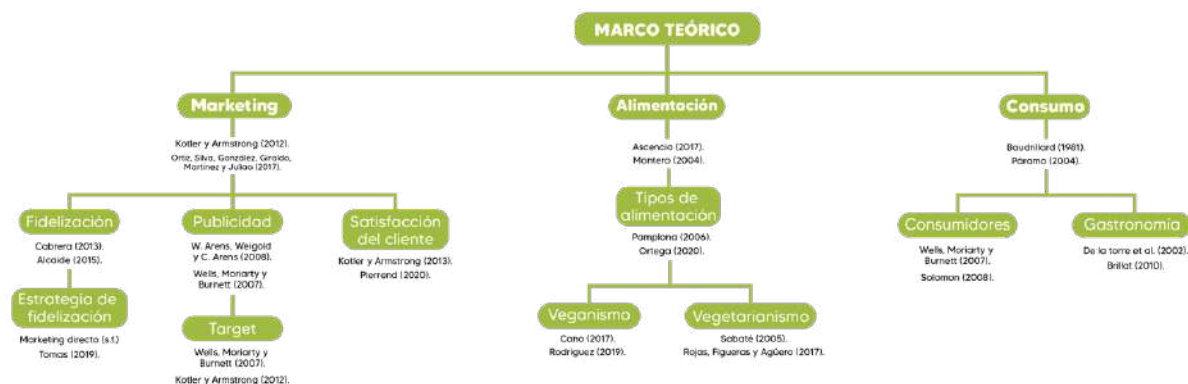 MARCO TEÓRICO
Marketing
Kotler y Armstrong (2012).
Ortiz, Silva, González, Giraldo,
Martínez y Juliao (2017).
Fidelización
Cabrera (2013).
Alcaide (2015).
Estrategia de
fidelización
Marketing directo (s.f.)
Tomas (2019).
Publicidad
W. Arens, Weigold
y C. Arens (2008).
Wells, Moriarty y
Burnett (2007).
Target
Wells, Moriarty y
Burnett (2007).
Kotler y Armstrong (2012).
Satisfacción
del cliente
Kotler y Armstrong (2013).
Pierrend (2020).
Alimentación
Ascencio (2017).
Montero (2004).
Tipos de
alimentación
Pamplona (2006).
Ortega (2020).
Veganismo
Cano (2017).
Rodríguez (2019).
Vegetarianismo
Sabaté (2005).
Rojas, Figueras y Agüero (2017).
Consumo
Baudrillard (1981).
Páramo (2004).
Consumidores
Wells, Moriarty y
Burnett (2007).
Solomon (2008).
Gastronomía
De la torre et al. (2002).
Brillat (2010).